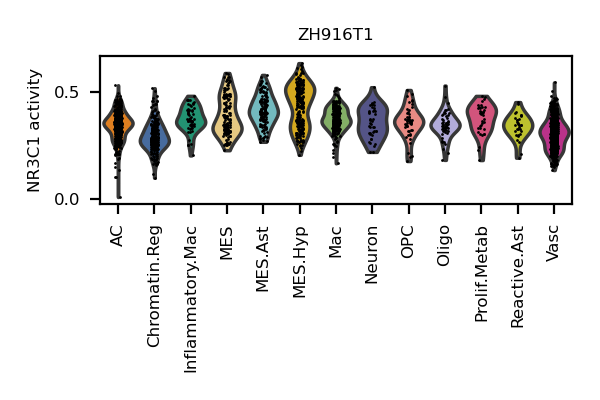 ZH916T1
NR3C1 activity
0.5
0.0
AC
Chromatin.Reg
Inflammatory.Mac
MES
MES.Ast
MES.Hyp
Mac
Neuron
OPC
Oligo
Prolif.Metab
Reactive.Ast
Vasc